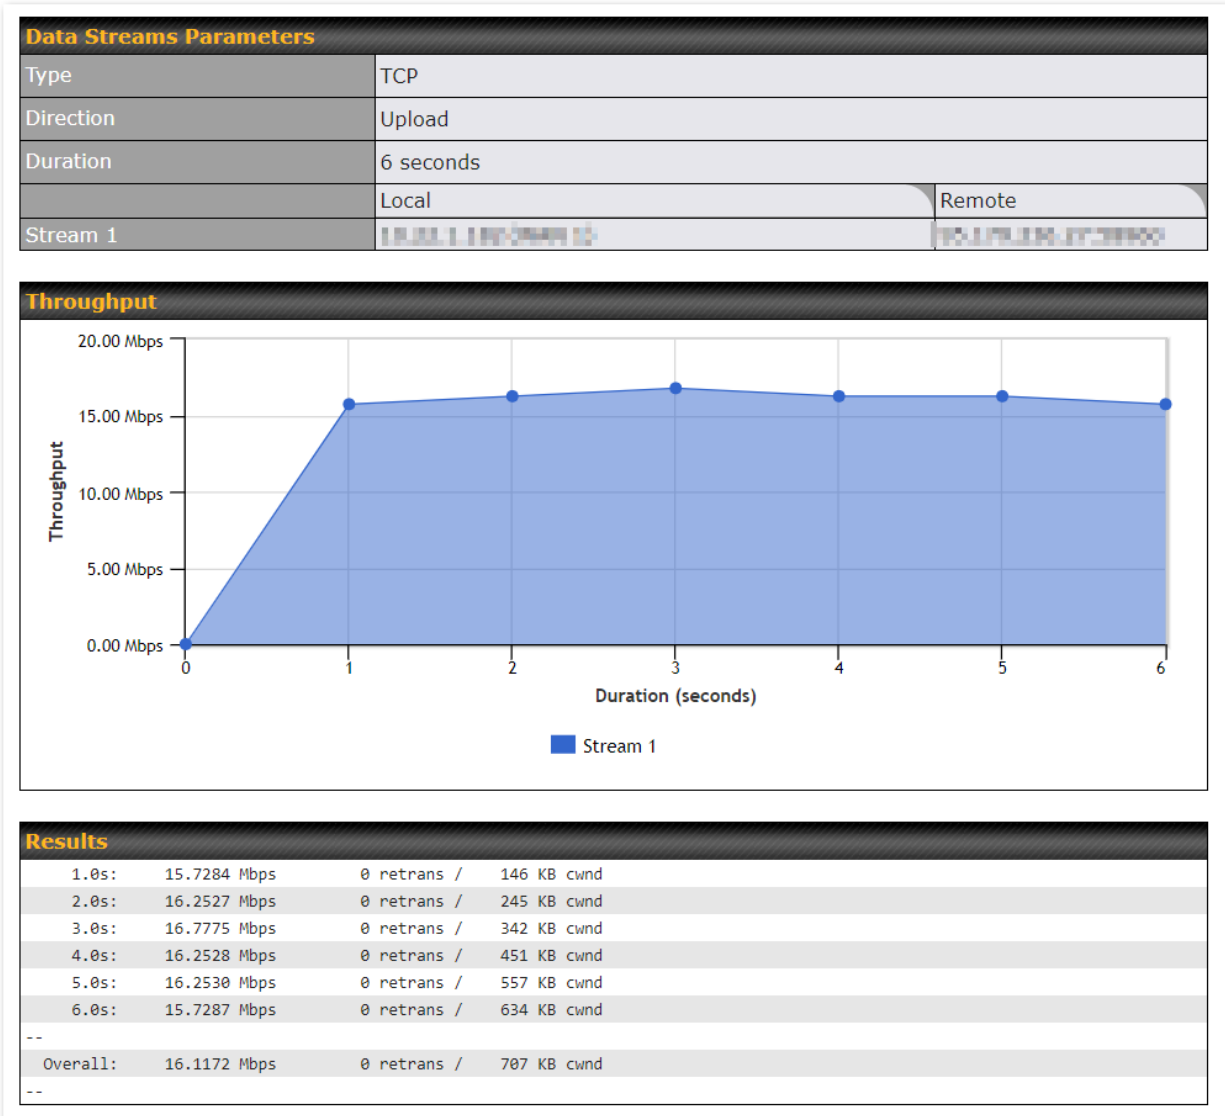 Data Streams Parameters
Type TCP
Direction Upload
Duration 6 seconds
Local Remote
Stream 1
Throughput
20.00 Mbps
15.00 Mbps
10.00 Mbps
5.00 Mbps
0.00 Mbps
Throughput
0 1 2 3 4 5 6
Duration (seconds)
Stream 1
Results
1.0s: 15.7284 Mbps 0 retrans / 146 KB cwnd
2.0s: 16.2527 Mbps 0 retrans / 245 KB cwnd
3.0s: 16.7775 Mbps 0 retrans / 342 KB cwnd
4.0s: 16.2528 Mbps 0 retrans / 451 KB cwnd
5.0s: 16.2530 Mbps 0 retrans / 557 KB cwnd
6.0s: 15.7287 Mbps 0 retrans / 634 KB cwnd
--
Overall: 16.1172 Mbps 0 retrans / 707 KB cwnd
--